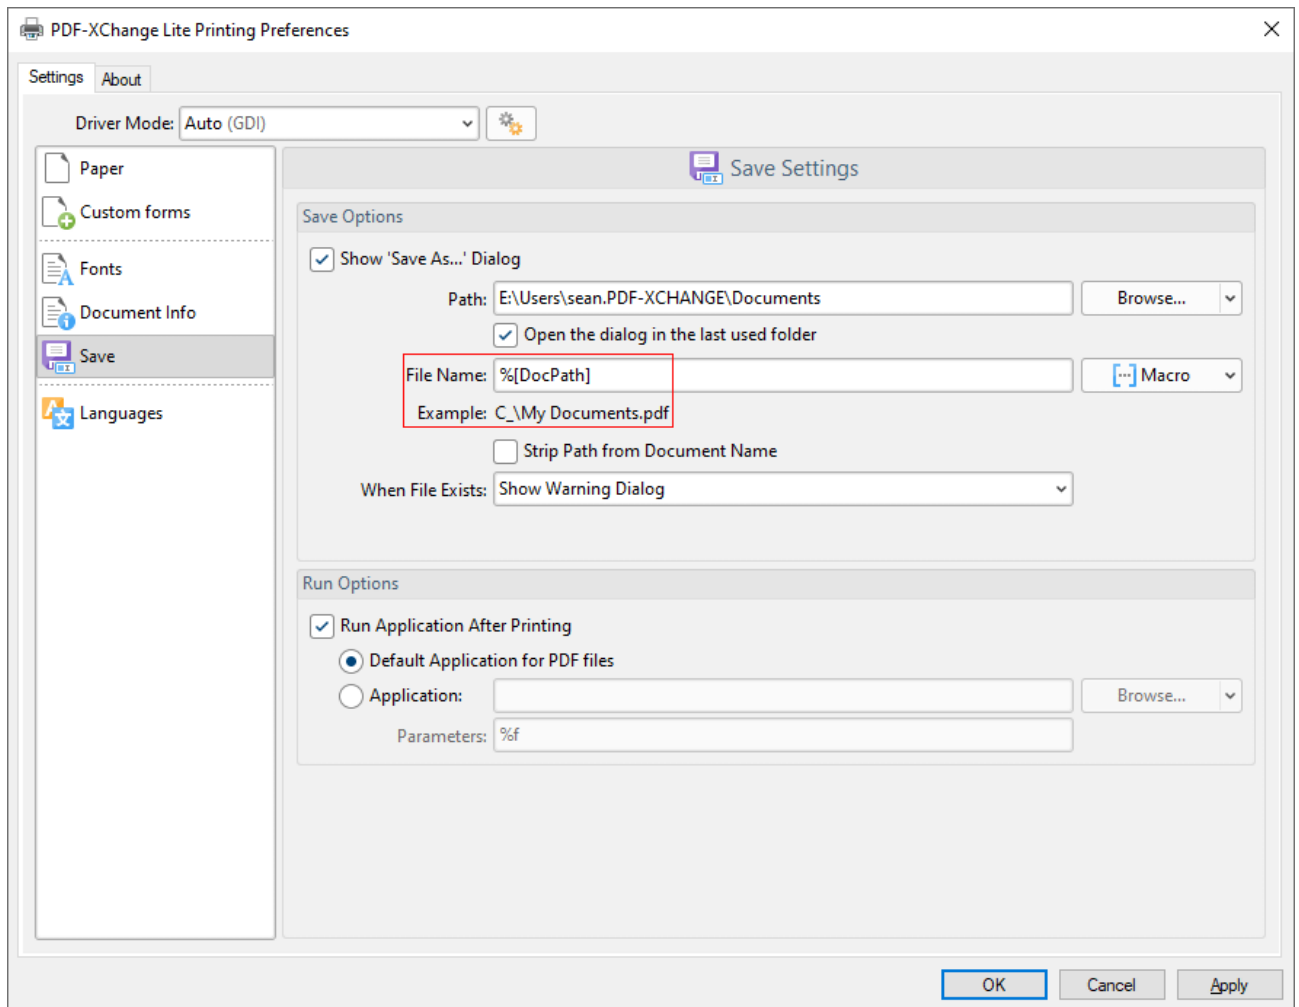 PDF-XChange Lite Printing Preferences
Settings About
Driver Mode: Auto (GDI)
Paper
Custom forms
Fonts
Document Info
Save
Languages
Save Settings
Save Options
Show 'Save As...' Dialog
Path: E:\Users\sean.PDF-XCHANGE\Documents Browse...
Open the dialog in the last used folder
File Name: %[DocPath] Macro
Example: C_\My Documents.pdf
Strip Path from Document Name
When File Exists: Show Warning Dialog
Run Options
Run Application After Printing
Default Application for PDF files
Application: Browse...
Parameters: %f
OK Cancel Apply